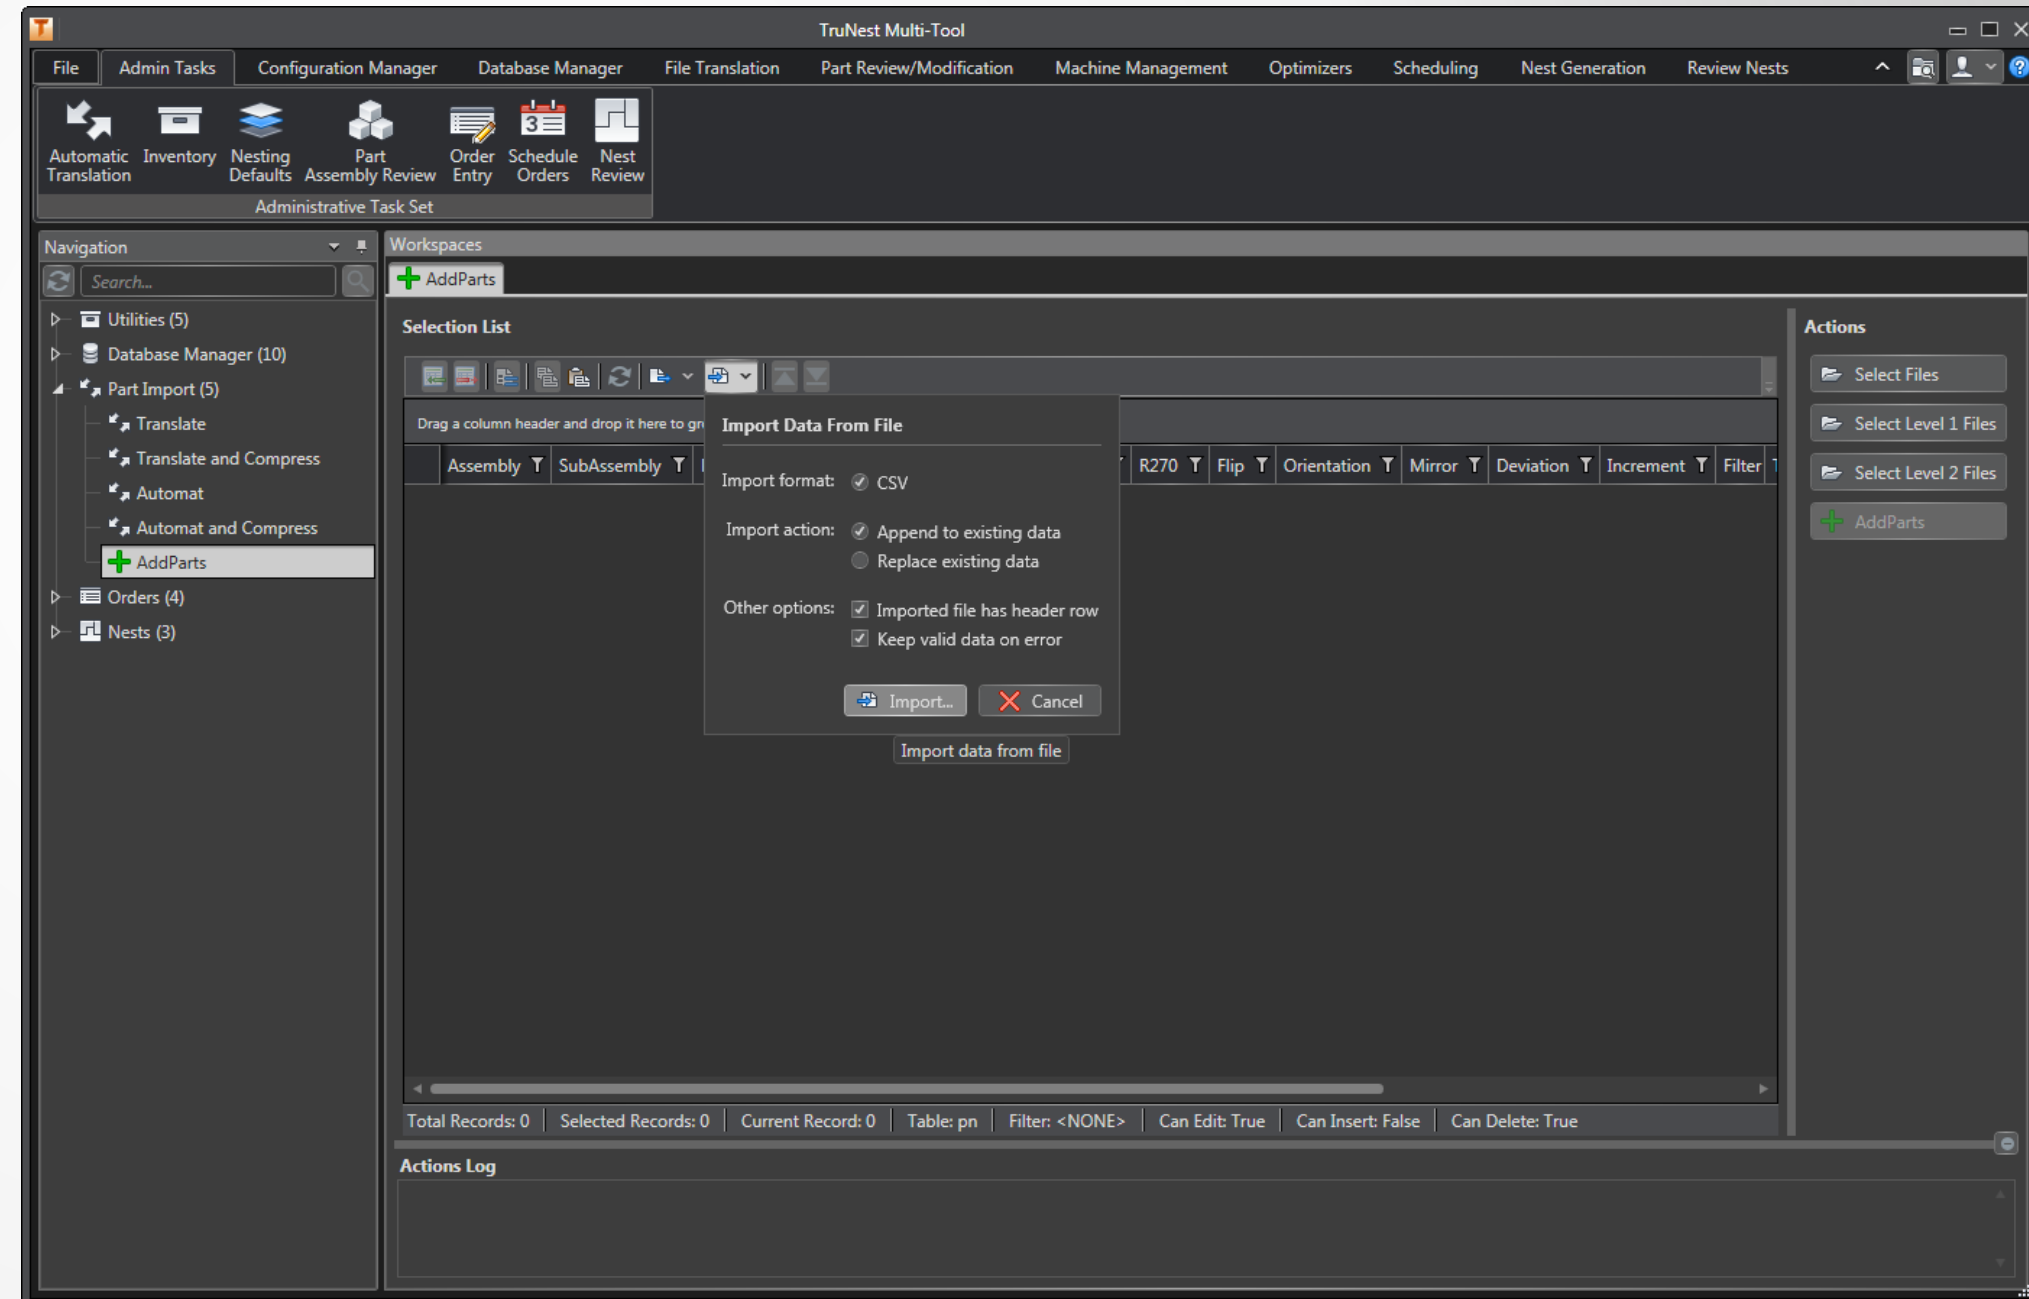 TruNest Multi-Tool
File Admin Tasks Configuration Manager Database Manager File Translation Part Review/Modification Machine Management Optimizers Scheduling Nest Generation Review Nests
Automatic Translation
Inventory
Nesting Defaults
Part Assembly Review
Order Entry
Schedule Orders
Nest Review
Administrative Task Set
Navigation
Search...
Utilities (5)
Database Manager (10)
Part Import (5)
Translate
Translate and Compress
Automat
Automat and Compress
AddParts
Orders (4)
Nests (3)
Workspaces
AddParts
Selection List
Drag a column header and drop it here to
Assembly SubAssembly R270 Flip Orientation Mirror Deviation Increment Filter
Import Data From File
Import format: CSV
Import action: Append to existing data
Replace existing data
Other options: Imported file has header row
Keep valid data on error
Import... Cancel
Import data from file
Total Records: 0 Selected Records: 0 Current Record: 0 Table: pn Filter: <NONE> Can Edit: True Can Insert: False Can Delete: True
Actions
Select Files
Select Level 1 Files
Select Level 2 Files
AddParts
Actions Log